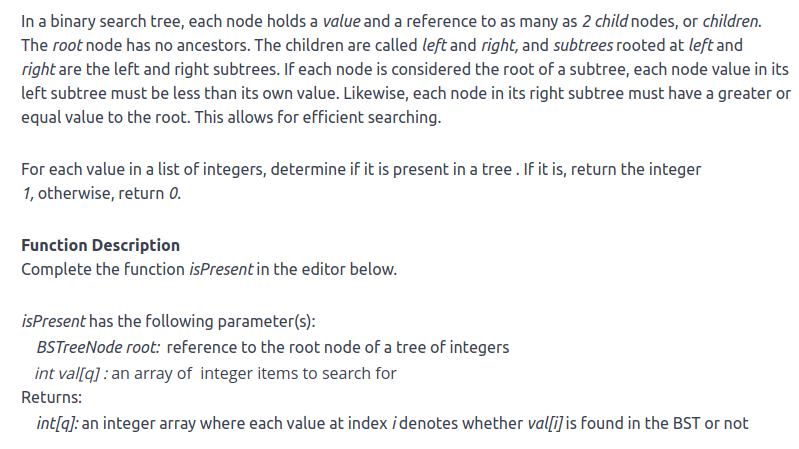 In a binary search tree, each node holds a value and a reference to as many as 2 child nodes, or children.
The root node has no ancestors. The children are called left and right, and subtrees rooted at left and
right are the left and right subtrees. If each node is considered the root of a subtree, each node value in its
left subtree must be less than its own value. Likewise, each node in its right subtree must have a greater or
equal value to the root. This allows for efficient searching.
For each value in a list of integers, determine if it is present in a tree . If it is, return the integer
1, otherwise, return 0.
Function Description
Complete the function isPresent in the editor below.
isPresent has the following parameter(s):
BSTreeNode root: reference to the root node of a tree of integers
int val[q] : an array of integer items to search for
Returns:
int[q]: an integer array where each value at index i denotes whether val[i] is found in the BST or not